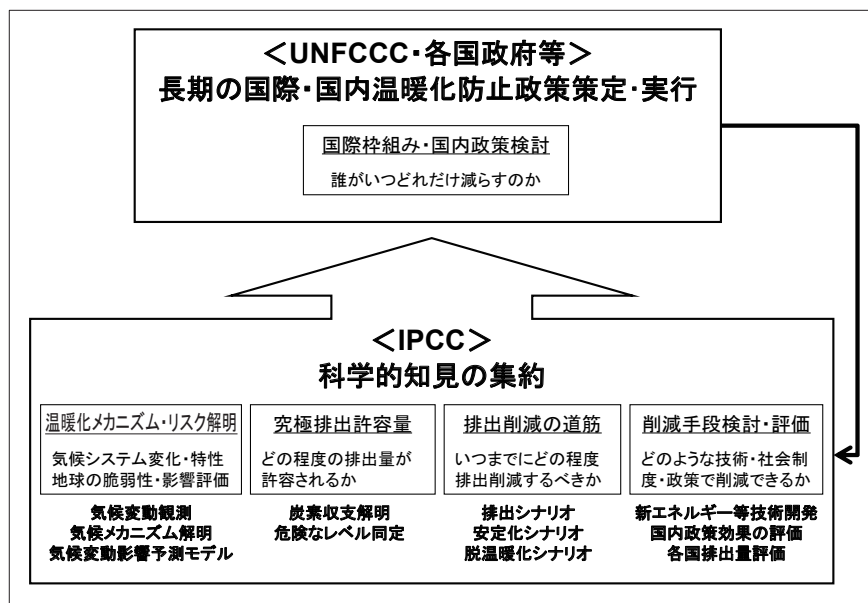 ＜UNFCCC・各国政府等＞
長期の国際・国内温暖化防止政策策定・実行
国際枠組み・国内政策検討
誰がいつどれだけ減らすのか
＜IPCC＞
科学的知見の集約
温暖化メカニズム・リスク解明
気候システム変化・特性
地球の脆弱性・影響評価
気候変動観測
気候メカニズム解明
気候変動影響予測モデル
究極排出許容量
どの程度の排出量が
許容されるか
炭素収支解明
危険なレベル同定
排出削減の道筋
いつまでにどの程度
排出削減するべきか
排出シナリオ
安定化シナリオ
脱温暖化シナリオ
削減手段検討・評価
どのような技術・社会制
度・政策で削減できるか
新エネルギー等技術開発
国内政策効果の評価
各国排出量評価